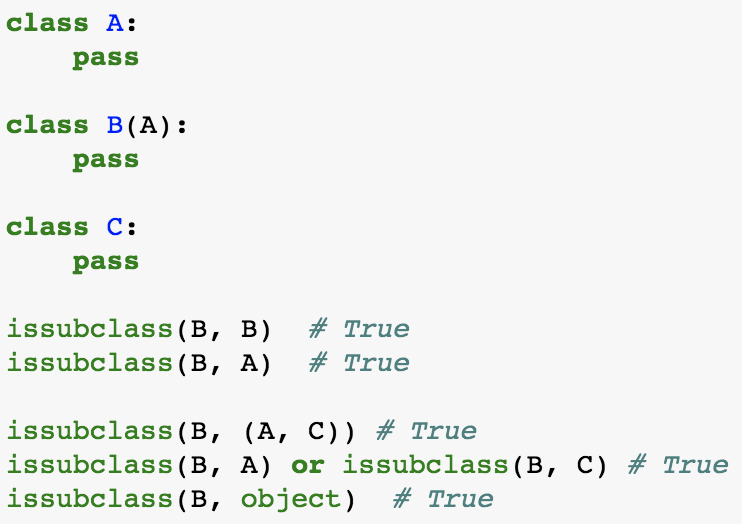 class A:
    pass

class B(A):
    pass

class C:
    pass

issubclass(B, B)  # True
issubclass(B, A)  # True

issubclass(B, (A, C)) # True
issubclass(B, A) or issubclass(B, C) # True
issubclass(B, object)  # True